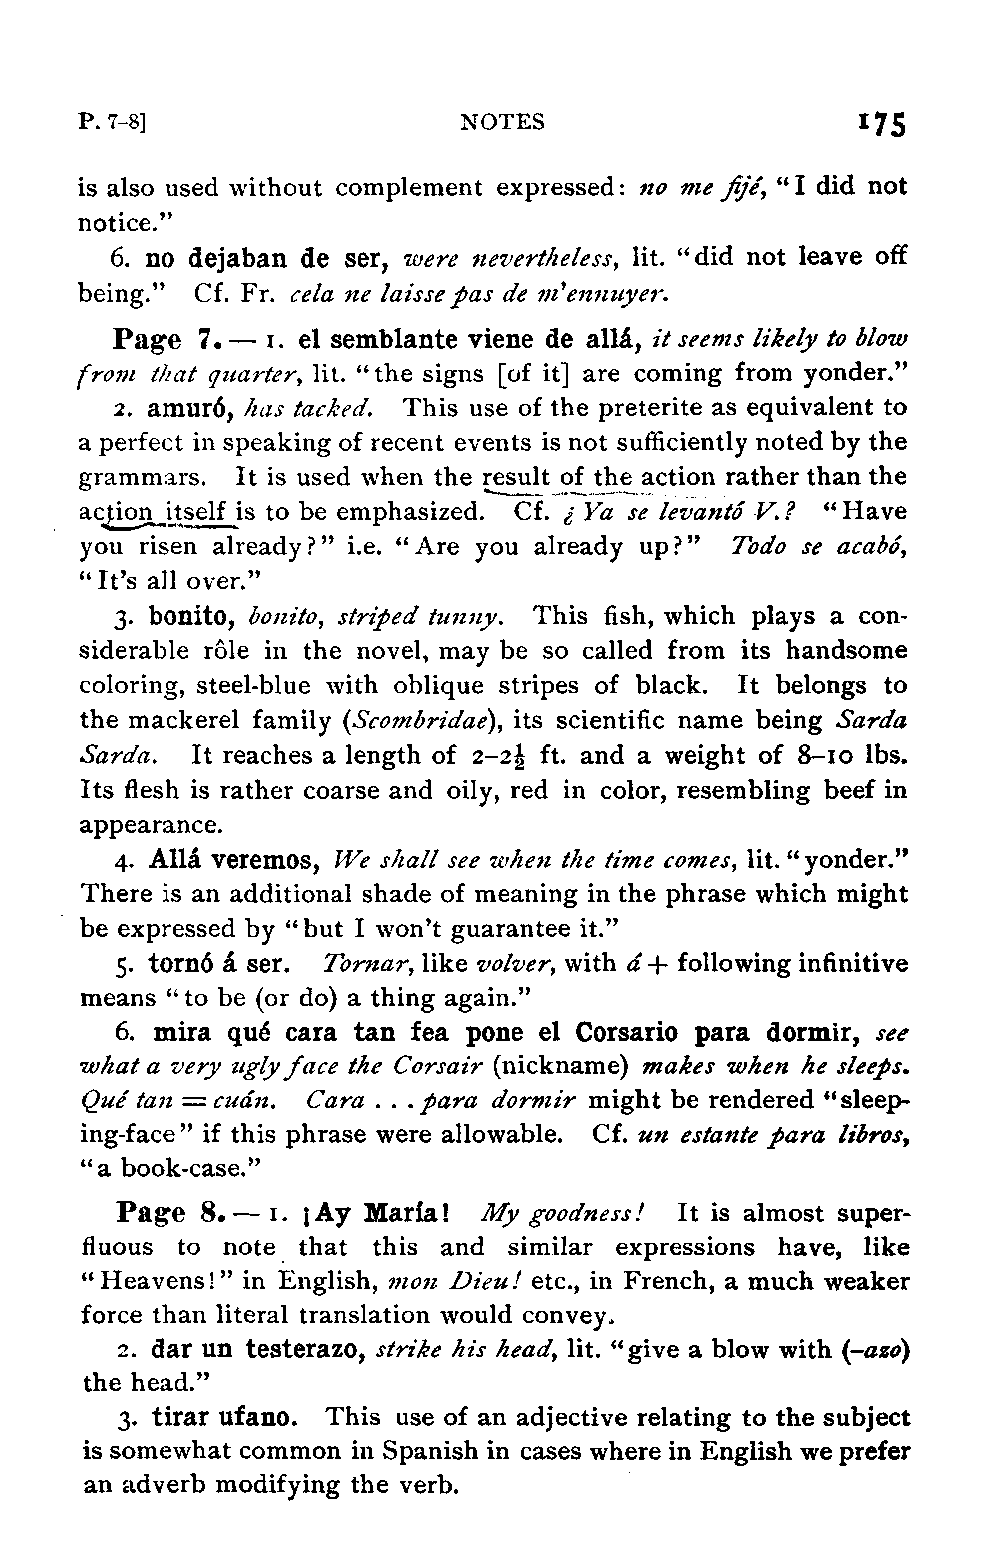 P. 7-8] NOTES 175
is also used without complement expressed: no me fijé, "I did not
notice."
6. no dejaban de ser, were nevertheless, lit. "did not leave off
being." Cf. Fr. cela ne laisse pas de m'ennuyer.
Page 7. — 1. el semblante viene de allá, it seems likely to blow
from that quarter, lit. "the signs [of it] are coming from yonder."
2. amuró, has tacked. This use of the preterite as equivalent to
a perfect in speaking of recent events is not sufficiently noted by the
grammars. It is used when the result of the action rather than the
action itself is to be emphasized. Cf. ¿ Ya se levantó V.? "Have
you risen already?" i.e. "Are you already up?" Todo se acabó,
"It's all over."
3. bonito, bonito, striped tunny. This fish, which plays a con-
siderable rôle in the novel, may be so called from its handsome
coloring, steel-blue with oblique stripes of black. It belongs to
the mackerel family (Scombridae), its scientific name being Sarda
Sarda. It reaches a length of 2-2½ ft. and a weight of 8-10 lbs.
Its flesh is rather coarse and oily, red in color, resembling beef in
appearance.
4. Allá veremos, We shall see when the time comes, lit. "yonder."
There is an additional shade of meaning in the phrase which might
be expressed by "but I won't guarantee it."
5. tornó á ser. Tornar, like volver, with á + following infinitive
means "to be (or do) a thing again."
6. mira qué cara tan fea pone el Corsario para dormir, see
what a very ugly face the Corsair (nickname) makes when he sleeps.
Qué tan = cuán. Cara . . . para dormir might be rendered "sleep-
ing-face" if this phrase were allowable. Cf. un estante para libros,
"a book-case."
Page 8. — 1. ¡Ay María! My goodness! It is almost super-
fluous to note that this and similar expressions have, like
"Heavens!" in English, mon Dieu! etc., in French, a much weaker
force than literal translation would convey.
2. dar un testerazo, strike his head, lit. "give a blow with (-azo)
the head."
3. tirar ufano. This use of an adjective relating to the subject
is somewhat common in Spanish in cases where in English we prefer
an adverb modifying the verb.